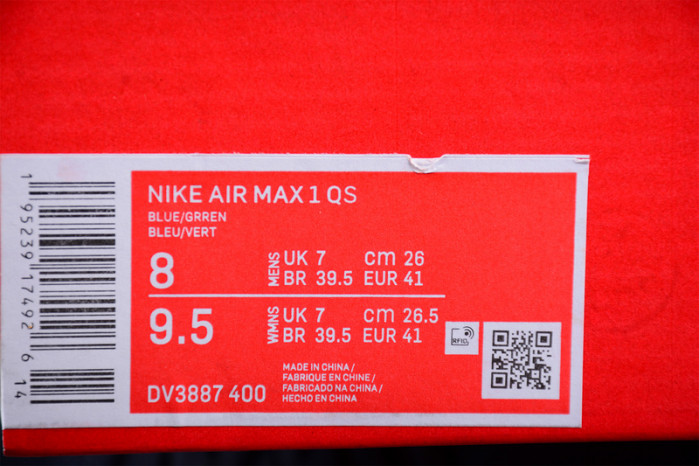 NIKE AIR MAX 1 QS
BLUE/GRREN
BLEU/VERT
8 MENS UK 7 cm 26
BR 39.5 EUR 41
9.5 WMNS UK 7 cm 26.5
BR 39.5 EUR 41
RFID
DV3887 400
MADE IN CHINA /
FABRIQUE EN CHINE /
FABRICADO NA CHINA /
HECHO EN CHINA
1 95239 17492 6 14